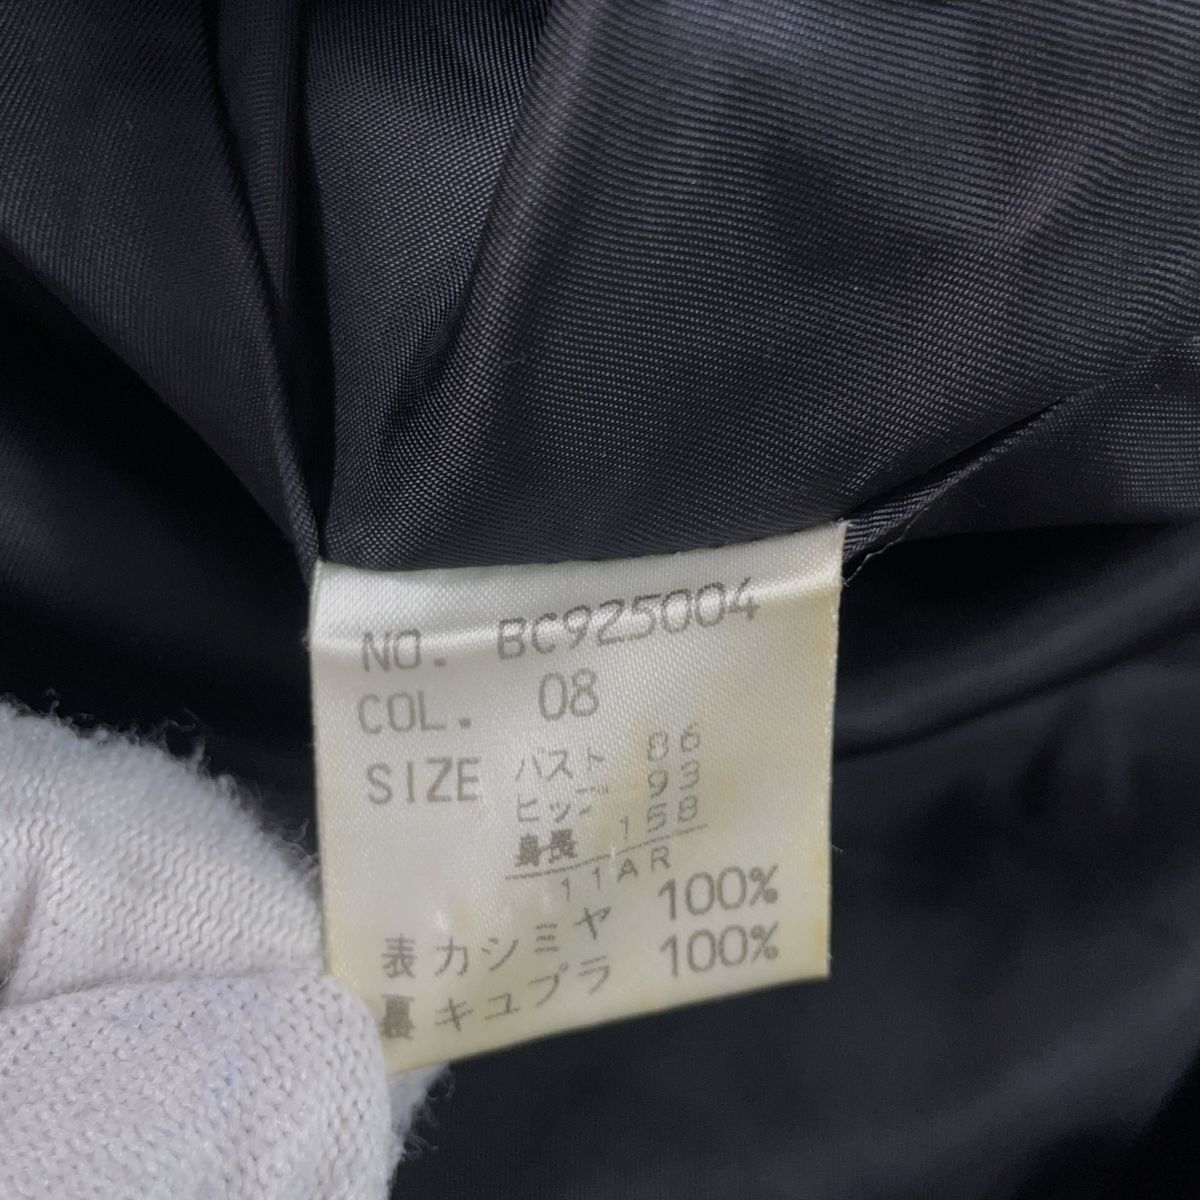 NO. BC925004
COL. 08
SIZE バスト 86
ヒップ 93
身長 158
11AR
表カシミヤ 100%
裏キュプラ 100%